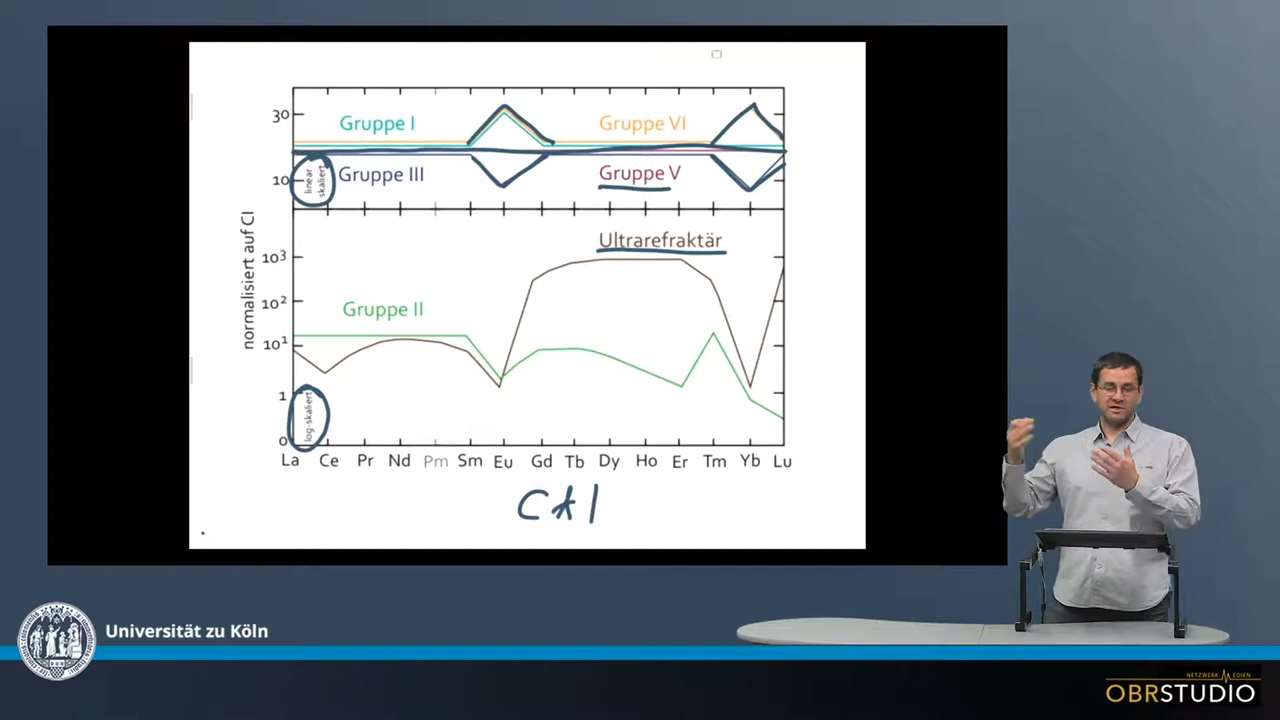 30
Gruppe I
Gruppe VI
10
linear
skaliert
Gruppe III
Gruppe V
normalisiert auf CI
Ultrarefraktär
10³
10²
Gruppe II
10¹
1
log-skaliert
0
La Ce Pr Nd Pm Sm Eu Gd Tb Dy Ho Er Tm Yb Lu
CAI
Universität zu Köln
NETZWERK MEDIEN
OBRSTUDIO